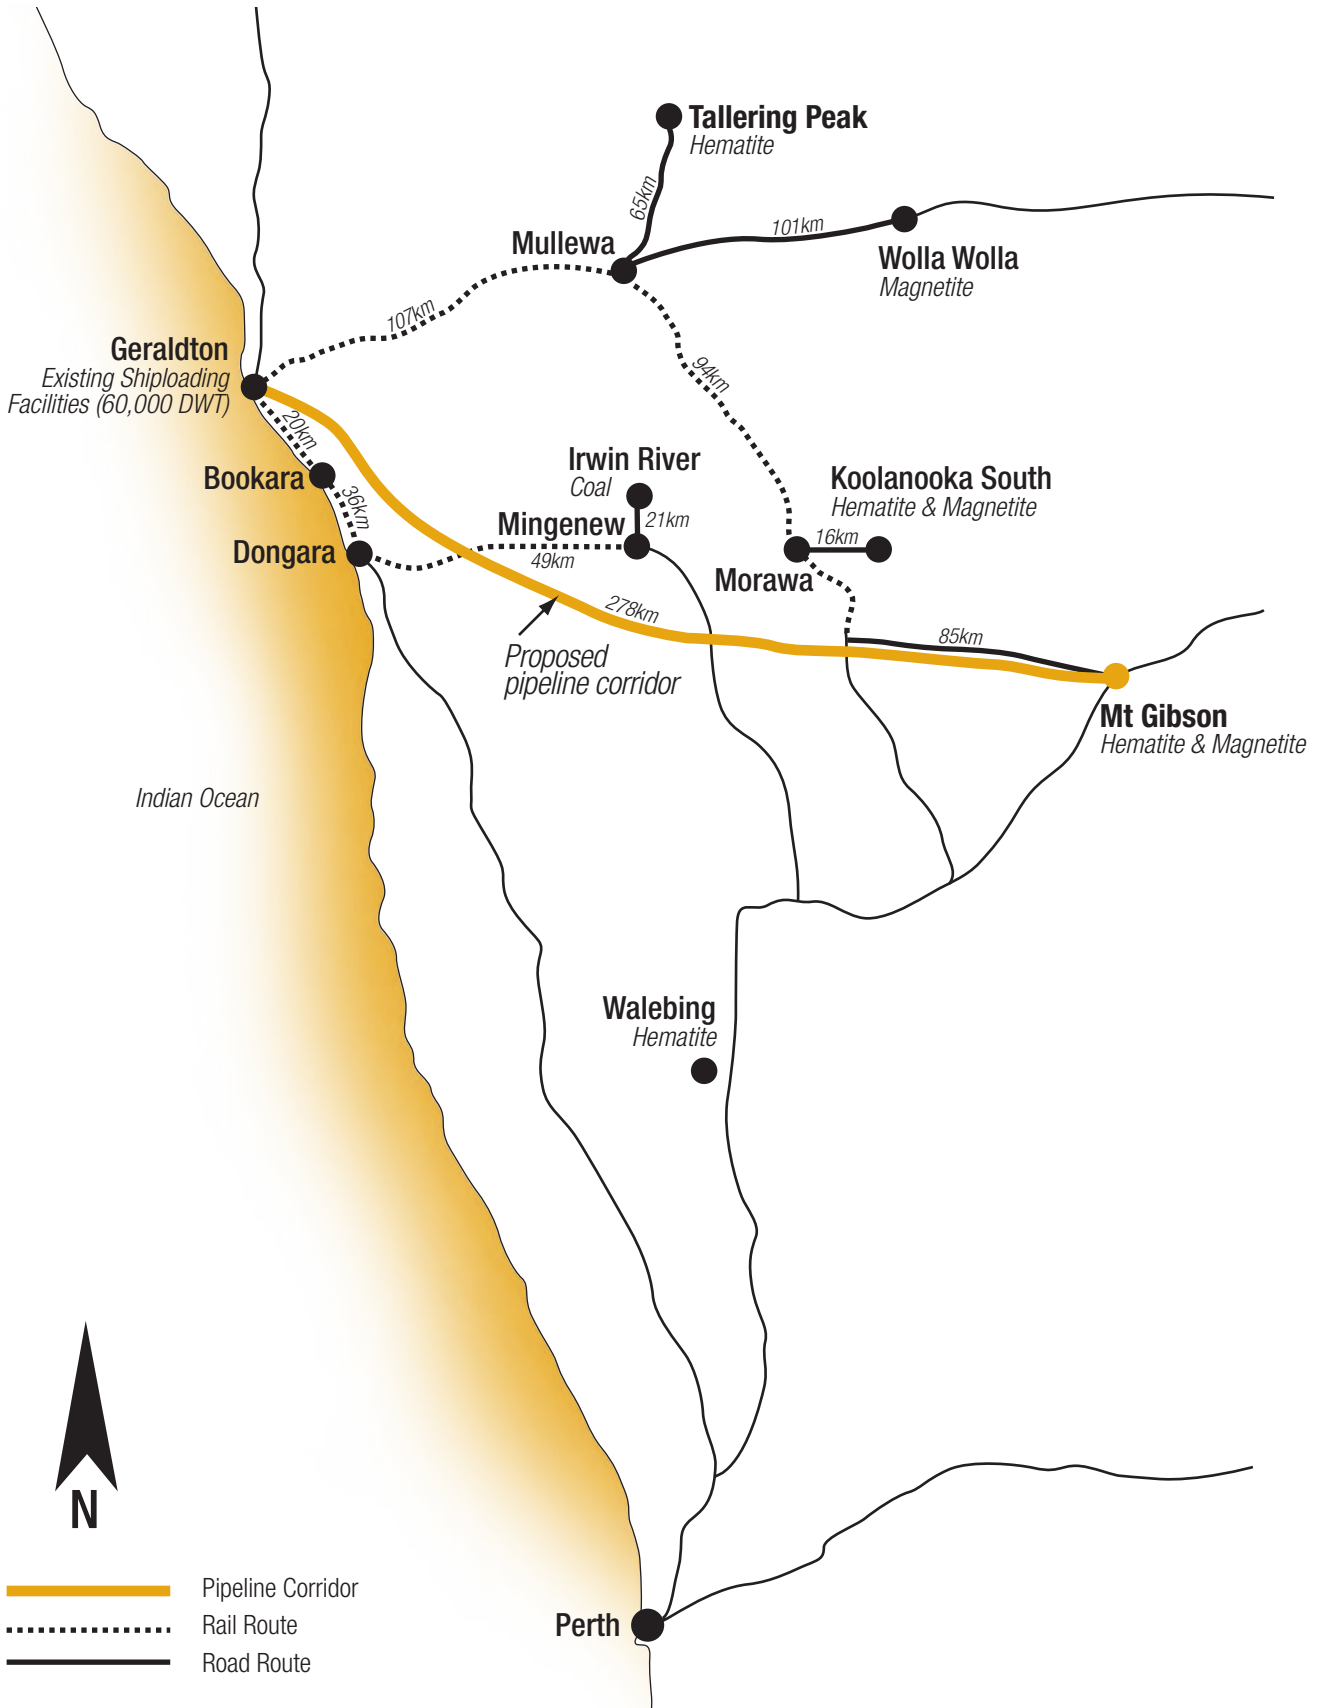 Tallering Peak
Hematite
65km
101km
Mullewa
Wolla Wolla
Magnetite
107km
Geraldton
Existing Shiploading
Facilities (60,000 DWT)
94km
20km
Bookara
36km
Irwin River
Coal
21km
Mingenew
Koolanooka South
Hematite & Magnetite
16km
Dongara
49km
Morawa
278km
85km
Proposed
pipeline corridor
Mt Gibson
Hematite & Magnetite
Indian Ocean
Walebing
Hematite
N
Pipeline Corridor
Rail Route
Road Route
Perth